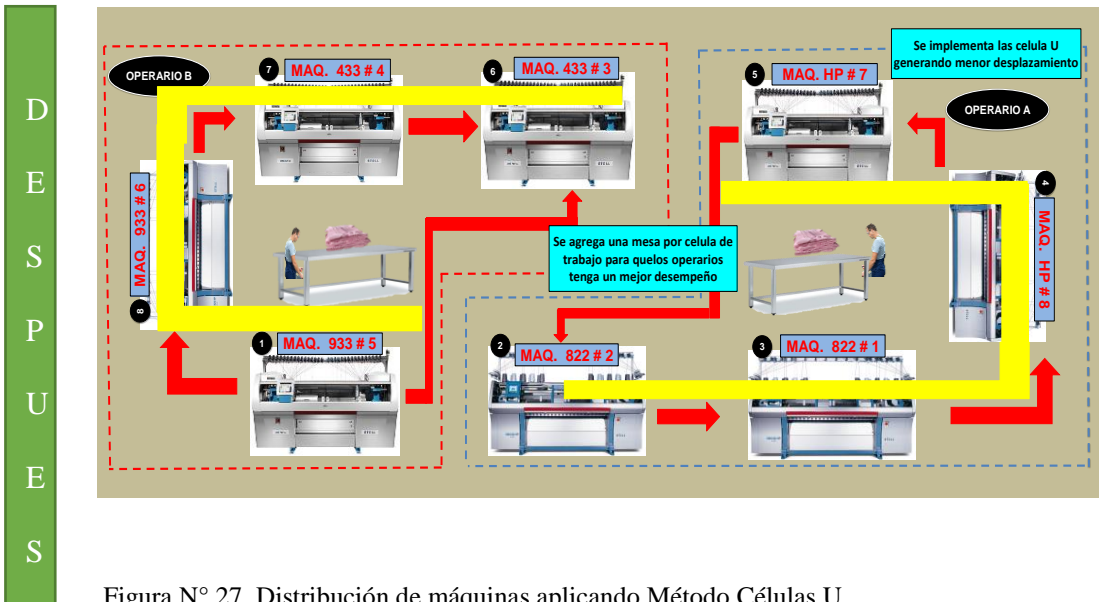 D
E
S
P
U
E
S
OPERARIO B
7
MAQ. 433 # 4
6
MAQ. 433 # 3
5
MAQ. HP # 7
Se implementa las celula U
generando menor desplazamiento
OPERARIO A
4
MAQ. HP # 8
MAQ. 933 # 6
8
Se agrega una mesa por celula de
trabajo para quelos operarios
tenga un mejor desempeño
1
MAQ. 933 # 5
2
MAQ. 822 # 2
3
MAQ. 822 # 1
Figura N° 27. Distribución de máquinas aplicando Método Células U